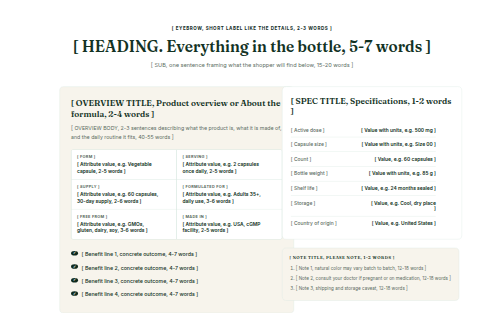 [ EYEBROW, SHORT LABEL LIKE THE DETAILS, 2-3 WORDS ]
[ HEADING. Everything in the bottle, 5-7 words ]
[ SUB, one sentence framing what the shopper will find below, 15-20 words ]
[ OVERVIEW TITLE, Product overview or About the
formula, 2-4 words ]
[ OVERVIEW BODY, 2-3 sentences describing what the product is, what it is made of,
and the daily routine it fits, 40-55 words.]
[ FORM ]
[ Attribute value, e.g. Vegetable
capsule, 2-5 words ]
[ SERVING ]
[ Attribute value, e.g. 2 capsules
once daily, 2-5 words ]
[ SUPPLY ]
[ Attribute value, e.g. 60 capsules,
30-day supply, 2-6 words ]
[ FORMULATED FOR ]
[ Attribute value, e.g. Adults 35+,
daily use, 3-6 words ]
[ FREE FROM ]
[ Attribute value, e.g. GMOs,
gluten, dairy, soy, 3-6 words ]
[ MADE IN ]
[ Attribute value, e.g. USA, cGMP
facility, 2-5 words ]
[ Benefit line 1, concrete outcome, 4-7 words ]
[ Benefit line 2, concrete outcome, 4-7 words ]
[ Benefit line 3, concrete outcome, 4-7 words ]
[ Benefit line 4, concrete outcome, 4-7 words ]
[ SPEC TITLE, Specifications, 1-2 words
]
[ Active dose ] [ Value with units, e.g. 500 mg ]
[ Capsule size ] [ Value with units, e.g. Size 00 ]
[ Count ] [ Value, e.g. 60 capsules ]
[ Bottle weight ] [ Value with units, e.g. 85 g ]
[ Shelf life ] [ Value, e.g. 24 months sealed ]
[ Storage ] [ Value, e.g. Cool, dry place
]
[ Country of origin ] [ Value, e.g. United States ]
[ NOTE TITLE, PLEASE NOTE, 1-2 WORDS ]
1. [ Note 1, natural color may vary batch to batch, 12-18 words ]
2. [ Note 2, consult your doctor if pregnant or on medication, 12-18 words ]
3. [ Note 3, shipping and storage caveat, 12-18 words ]